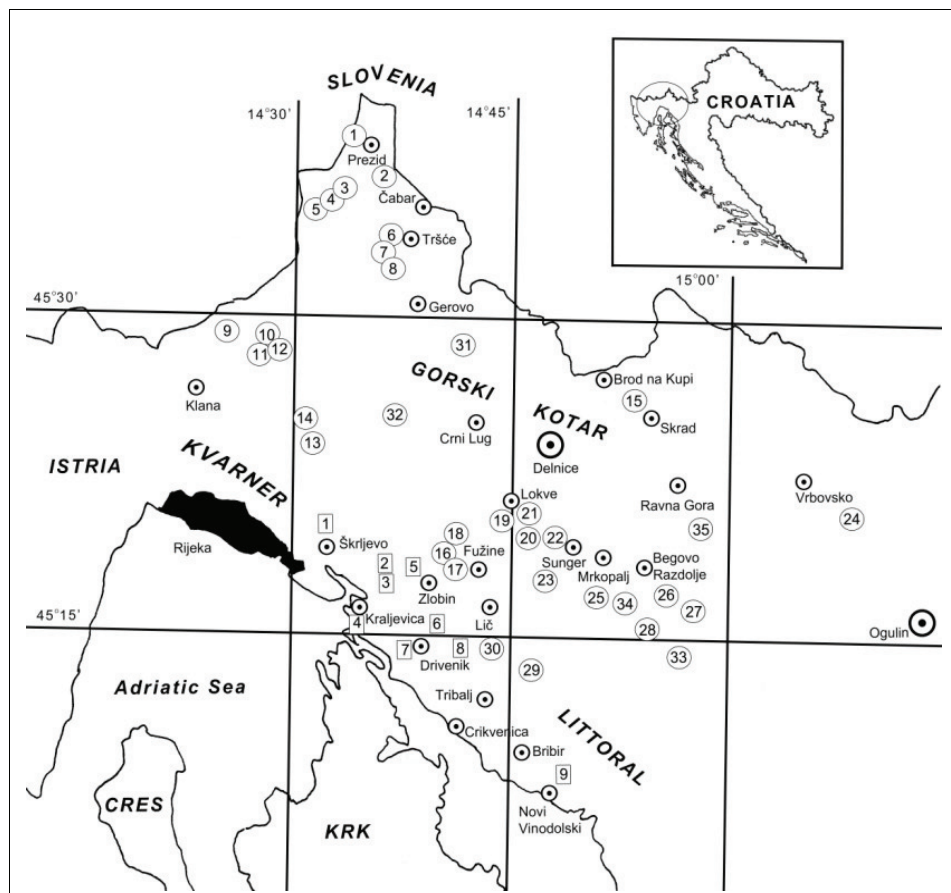 SLOVENIA
CROATIA
14°30'
14°45'
1
Prezid
2
3
4
5
Čabar
6
Tršće
7
8
15°00'
45°30'
Gerovo
9
10
11
12
31
GORSKI
Brod na Kupi
Klana
15
14
32
Crni Lug
Skrad
13
KOTAR
Delnice
ISTRIA
KVARNER
Ravna Gora
Vrbovsko
Lokve
19
21
24
1
35
Rijeka
Škrljevo
18
20
22
16
Fužine
Sunger
2
5
17
Mrkopalj
Begovo
Razdolje
3
Zlobin
23
25
34
26
27
45°15'
4
Kraljevica
6
Lič
28
Ogulin
7
Drivenik
8
30
33
29
Adriatic Sea
Tribalj
LITTORAL
Crikvenica
Bribir
9
CRES
KRK
Novi
Vinodolski